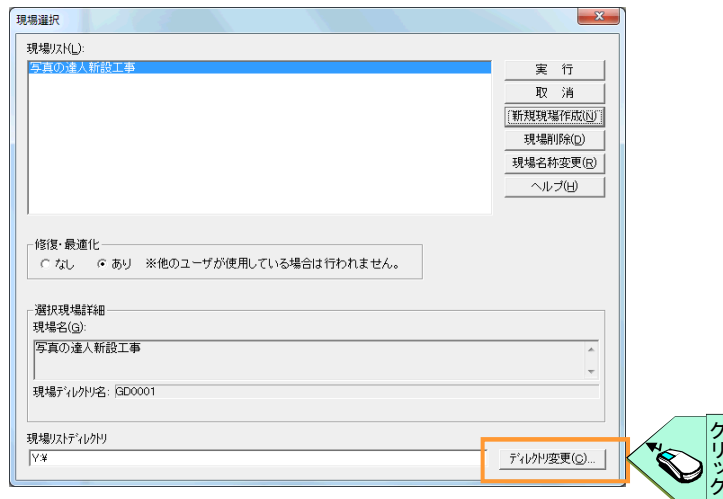 現場選択
現場リスト(L):
写真の達人新設工事
実　行
取　消
新規現場作成(N)
現場削除(D)
現場名称変更(R)
ヘルプ(H)
修復・最適化
なし
あり
※他のユーザが使用している場合は行われません。
選択現場詳細
現場名(G):
写真の達人新設工事
現場ディレクトリ名:
GD0001
現場リストディレクトリ
Y:¥
ディレクトリ変更(C)...
クリック